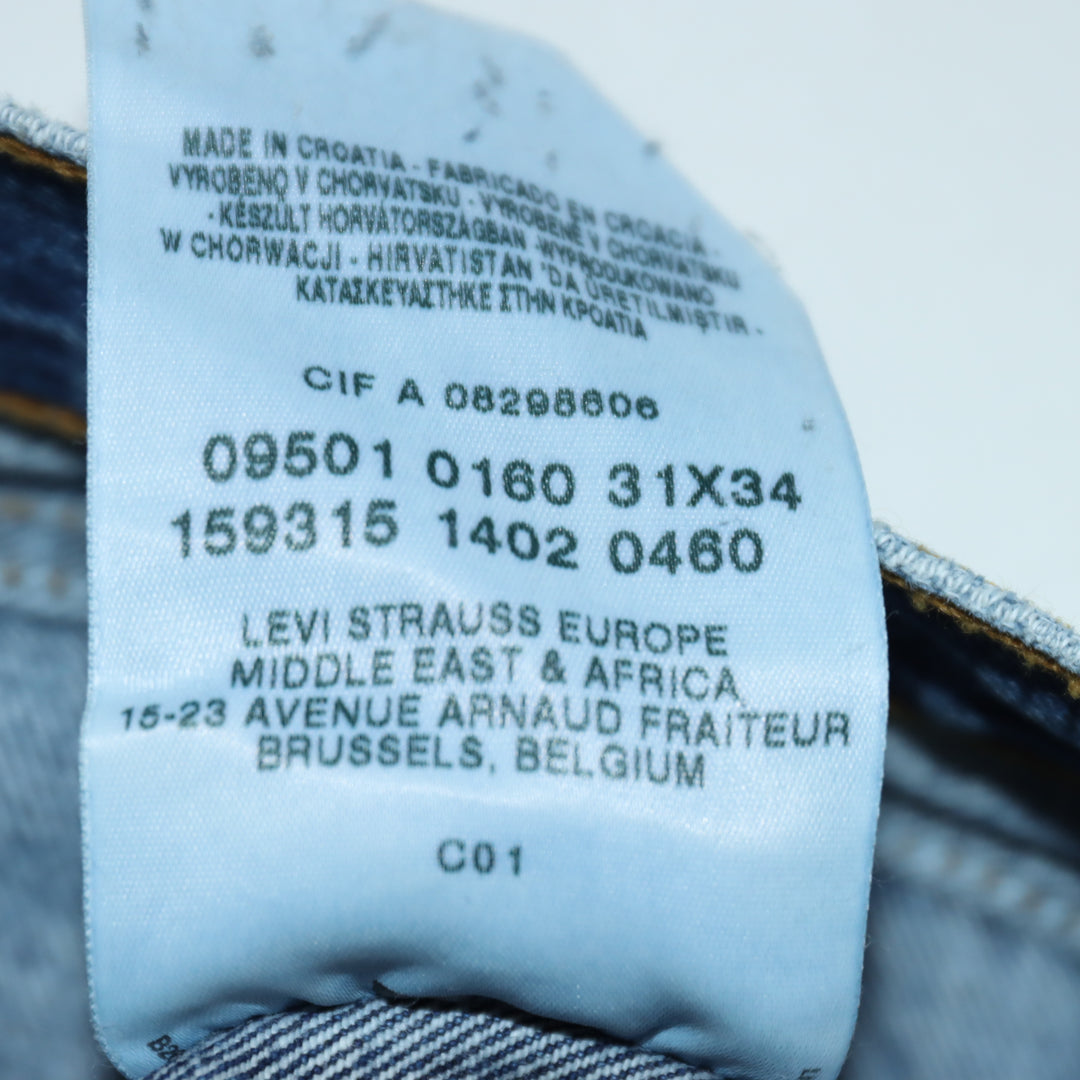 MADE IN CROATIA - FABRICADO EN CROACIA -
VYROBENO V CHORVATSKU - VYROBENÉ V CHORVATSKU
- KÉSZÜLT HORVÁTORSZÁGBAN WYPRODUKOWANO
W CHORWACJI - HIRVATISTAN 'DA ÜRETILMIŞTIR -
ΚΑΤΑΣΚΕΥΑΣΤΗΚΕ ΣΤΗΝ ΚΡΟΑΤΙΑ
CIF A 08298606
09501 0160 31X34
159315 1402 0460
LEVI STRAUSS EUROPE
MIDDLE EAST & AFRICA
15-23 AVENUE ARNAUD FRAITEUR
BRUSSELS, BELGIUM
C01